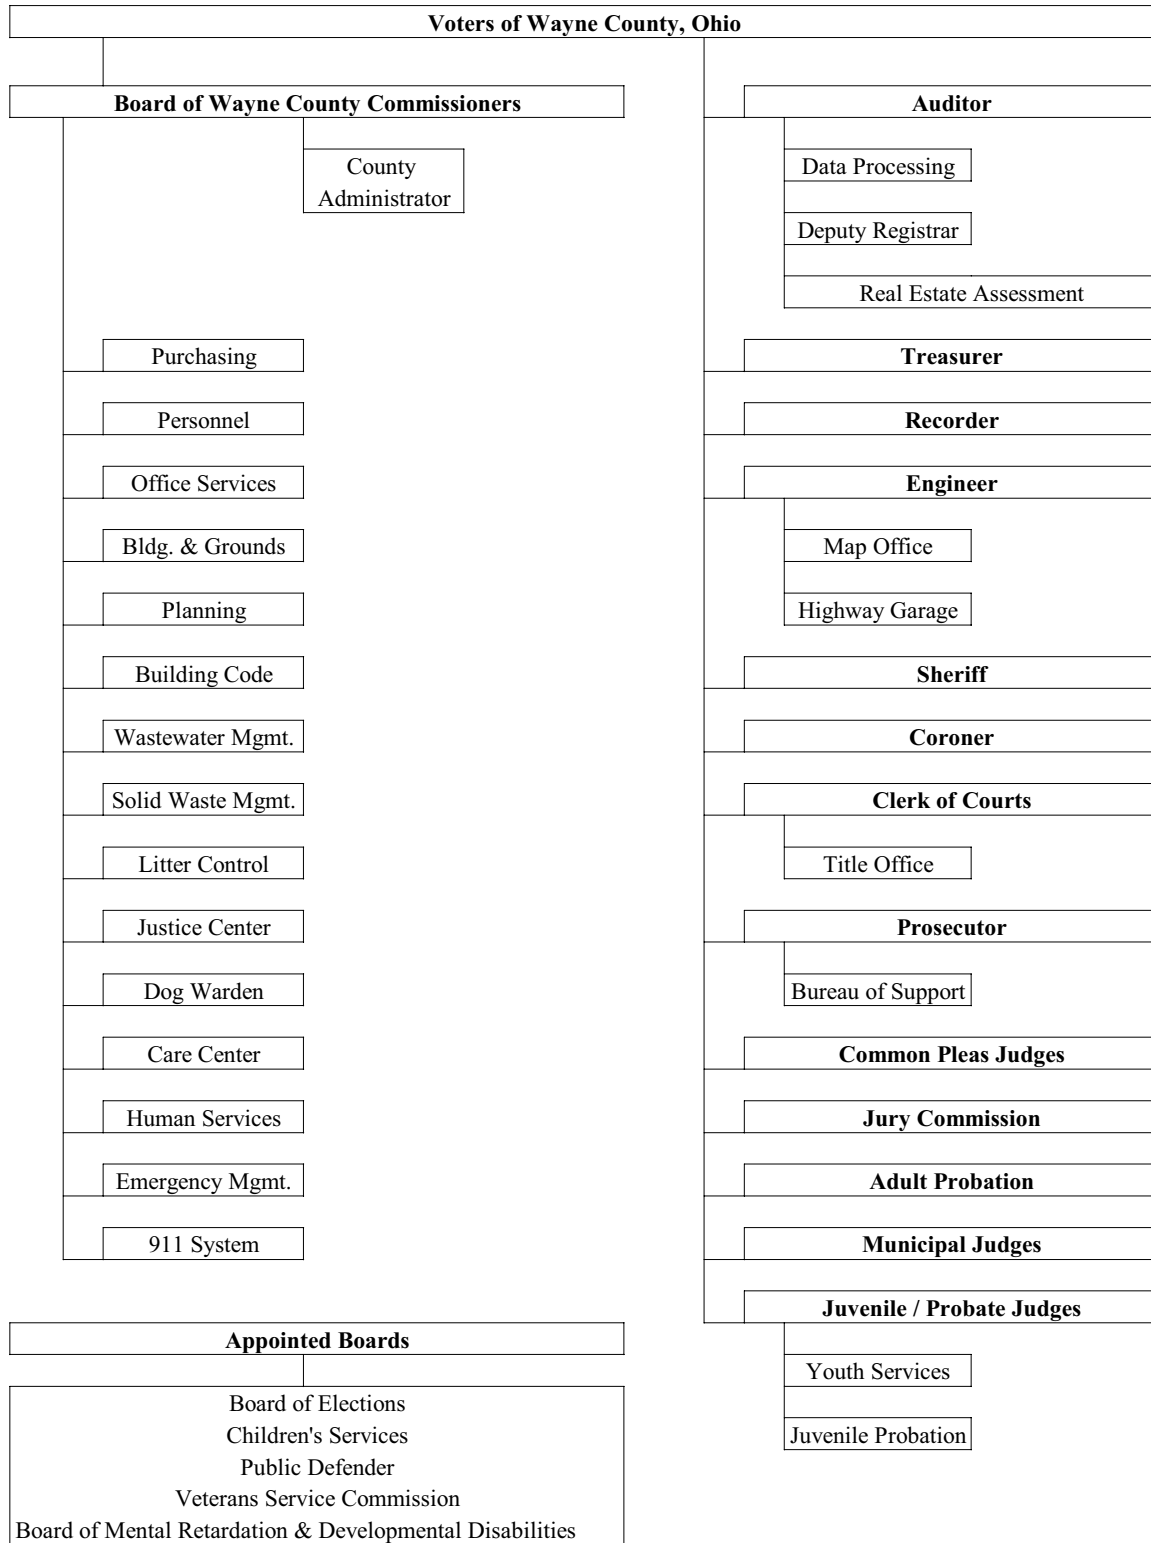 Voters of Wayne County, Ohio
Board of Wayne County Commissioners
County
Administrator
Purchasing
Personnel
Office Services
Bldg. & Grounds
Planning
Building Code
Wastewater Mgmt.
Solid Waste Mgmt.
Litter Control
Justice Center
Dog Warden
Care Center
Human Services
Emergency Mgmt.
911 System
Appointed Boards
Board of Elections
Children's Services
Public Defender
Veterans Service Commission
Board of Mental Retardation & Developmental Disabilities
Auditor
Data Processing
Deputy Registrar
Real Estate Assessment
Treasurer
Recorder
Engineer
Map Office
Highway Garage
Sheriff
Coroner
Clerk of Courts
Title Office
Prosecutor
Bureau of Support
Common Pleas Judges
Jury Commission
Adult Probation
Municipal Judges
Juvenile / Probate Judges
Youth Services
Juvenile Probation